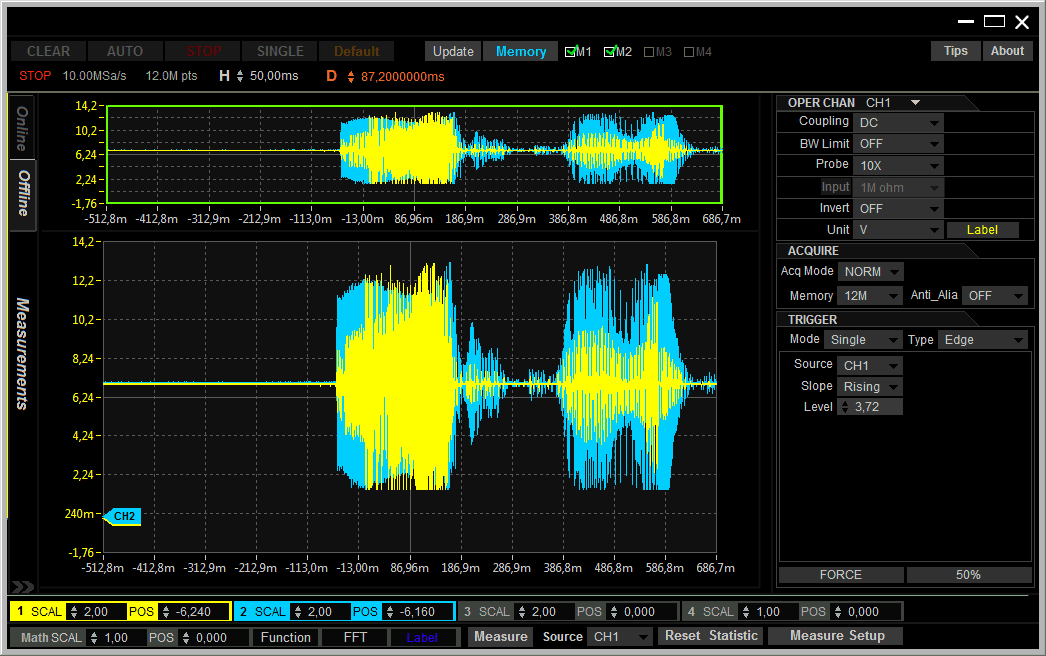 CLEAR AUTO STOP SINGLE Default Update Memory M1 M2 M3 M4 Tips About
STOP 10.00MSa/s 12.0M pts H 50,00ms D 87,2000000ms
Online
Offline
Measurements
14,2
10,2
6,24
2,24
-1,76
-512,8m -412,8m -312,9m -212,9m -113,0m -13,00m 86,96m 186,9m 286,9m 386,8m 486,8m 586,8m 686,7m
14,2
12,2
10,2
8,24
6,24
4,24
2,24
240m
CH2
-1,76
-512,8m -412,8m -312,9m -212,9m -113,0m -13,00m 86,96m 186,9m 286,9m 386,8m 486,8m 586,8m 686,7m
OPER CHAN CH1
Coupling DC
BW Limit OFF
Probe 10X
Input 1M ohm
Invert OFF
Unit V Label
ACQUIRE
Acq Mode NORM
Memory 12M Anti_Alia OFF
TRIGGER
Mode Single Type Edge
Source CH1
Slope Rising
Level 3,72
FORCE 50%
1 SCAL 2,00 POS -6,240 2 SCAL 2,00 POS -6,160 3 SCAL 2,00 POS 0,000 4 SCAL 1,00 POS 0,000
Math SCAL 1,00 POS 0,000 Function FFT Label Measure Source CH1 Reset Statistic Measure Setup